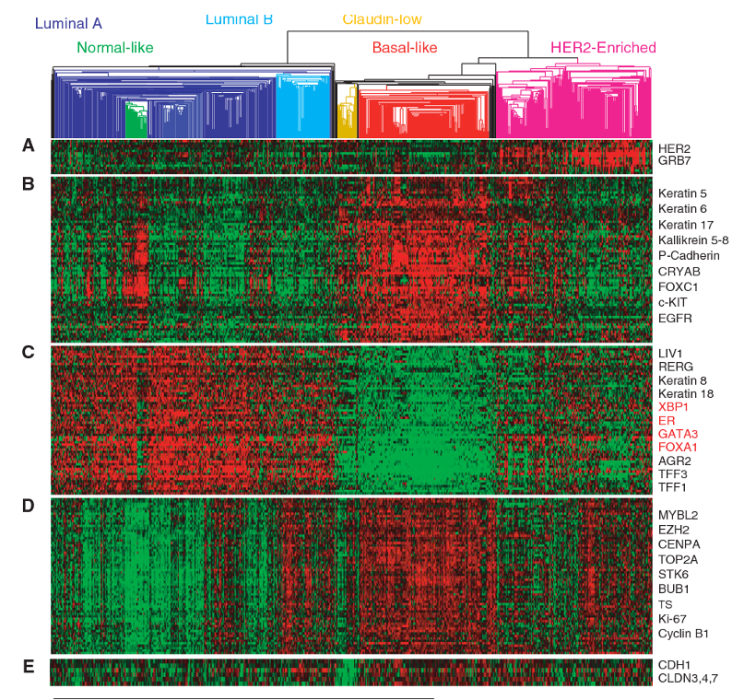 Luminal A
Luminal B
Claudin-low
Normal-like
Basal-like
HER2-Enriched
A
HER2
GRB7
B
Keratin 5
Keratin 6
Keratin 17
Kallikrein 5-8
P-Cadherin
CRYAB
FOXC1
c-KIT
EGFR
C
LIV1
RERG
Keratin 8
Keratin 18
XBP1
ER
GATA3
FOXA1
AGR2
TFF3
TFF1
D
MYBL2
EZH2
CENPA
TOP2A
STK6
BUB1
TS
Ki-67
Cyclin B1
E
CDH1
CLDN3,4,7